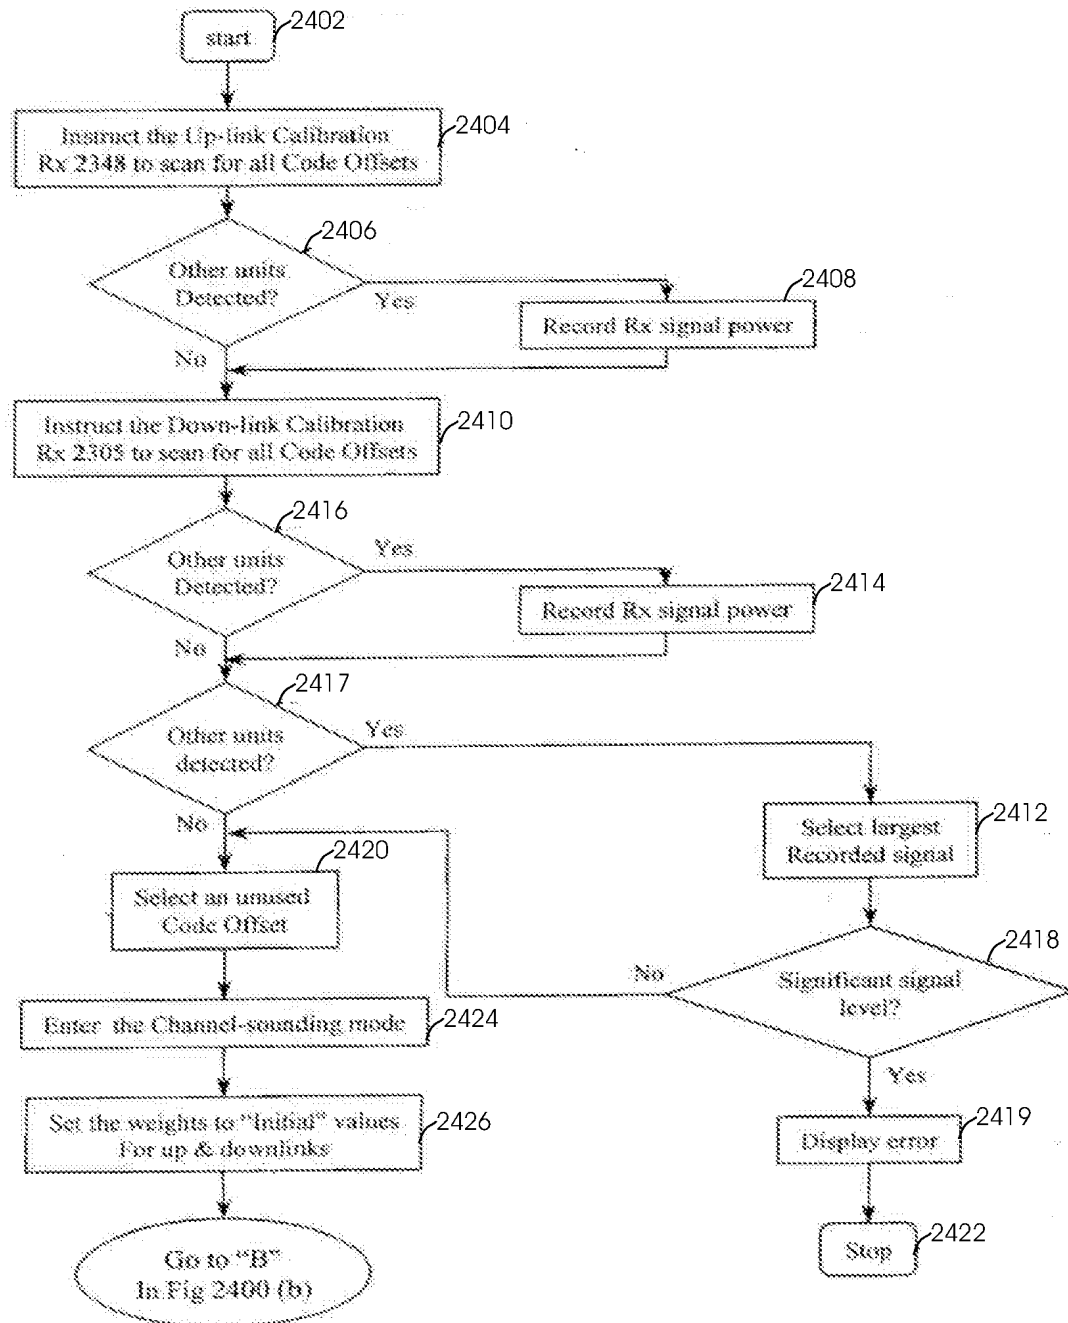 start
2402
Instruct the Up-link Calibration
Rx 2348 to scan for all Code Offsets
2404
2406
Other units
Detected?
Yes
2408
Record Rx signal power
No
Instruct the Down-link Calibration
Rx 2305 to scan for all Code Offsets
2410
2416
Other units
Detected?
Yes
2414
Record Rx signal power
No
2417
Other units
detected?
Yes
No
2412
Select largest
Recorded signal
2420
Select an unused
Code Offset
2418
Significant signal
level?
No
Yes
Enter the Channel-sounding mode
2424
Set the weights to “Initial” values
For up & downlinks
2426
2419
Display error
Go to “B”
In Fig 2400 (b)
Stop
2422